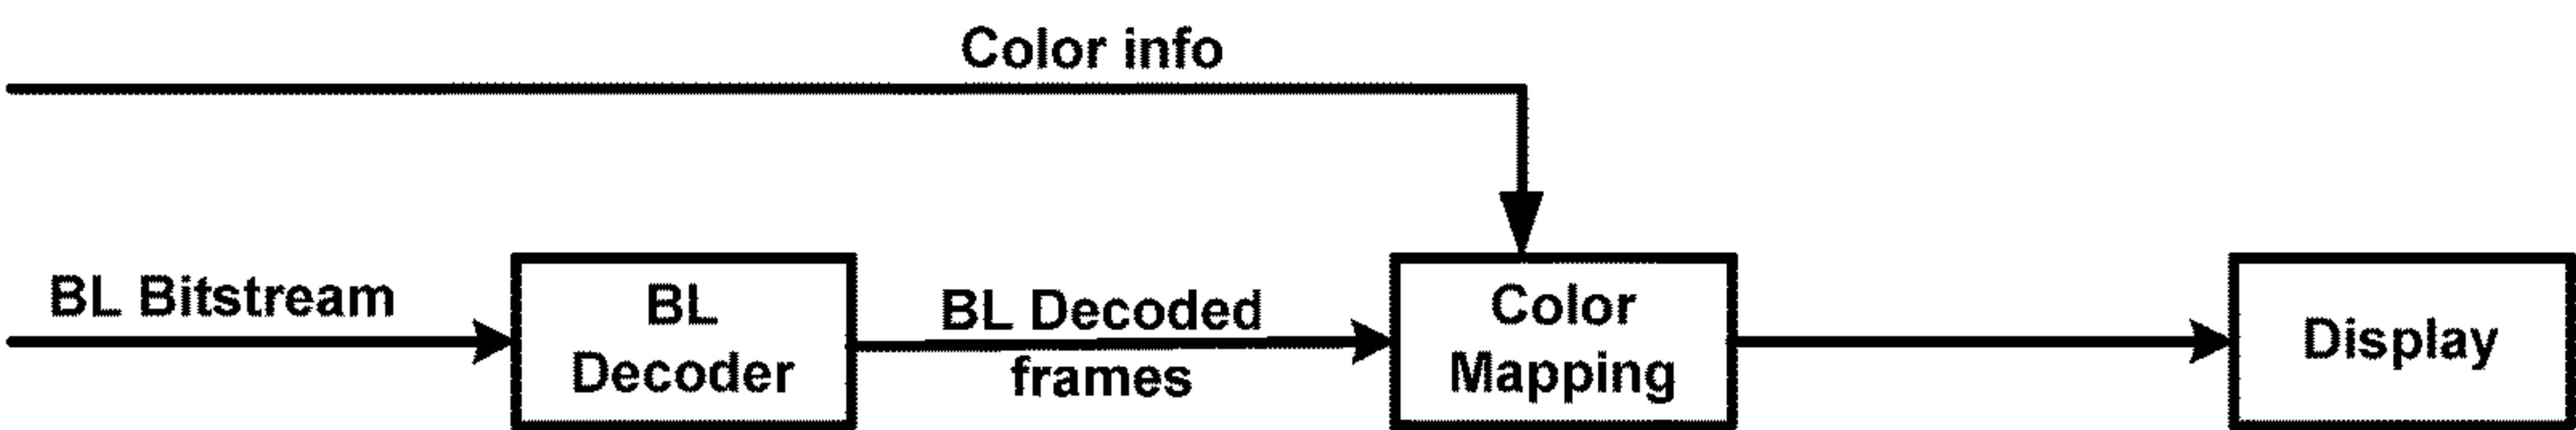 Color info
BL Bitstream
BL
Decoder
BL Decoded
frames
Color
Mapping
Display